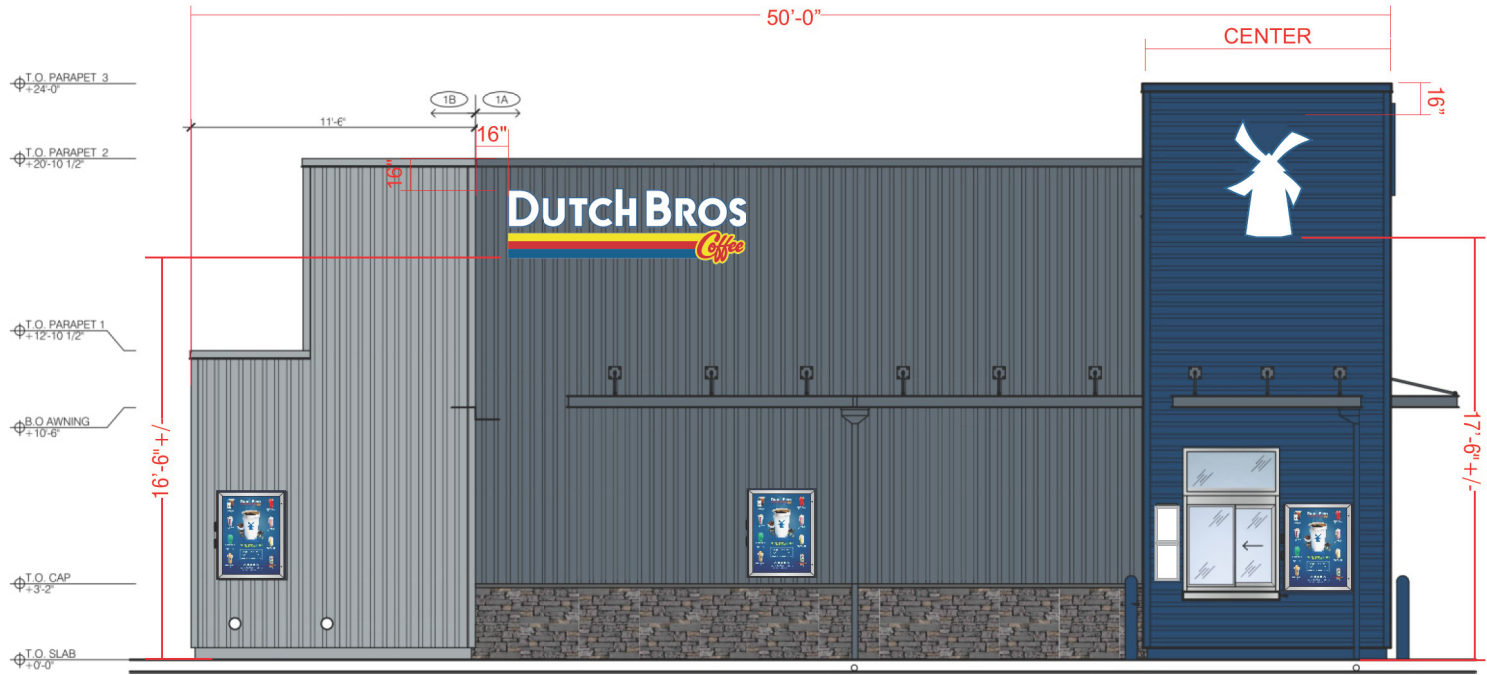 50'-0"
CENTER
T.O. PARAPET 3
+24'-0"
16"
1B
1A
11'-6"
16"
T.O. PARAPET 2
+20'-10 1/2"
16"
DUTCH BROS
Coffee
T.O. PARAPET 1
+12'-10 1/2"
B.O AWNING
+10'-6"
16'-6"+/
17'-6"+/-
T.O. CAP
+3'-2"
T.O. SLAB
+0'-0"